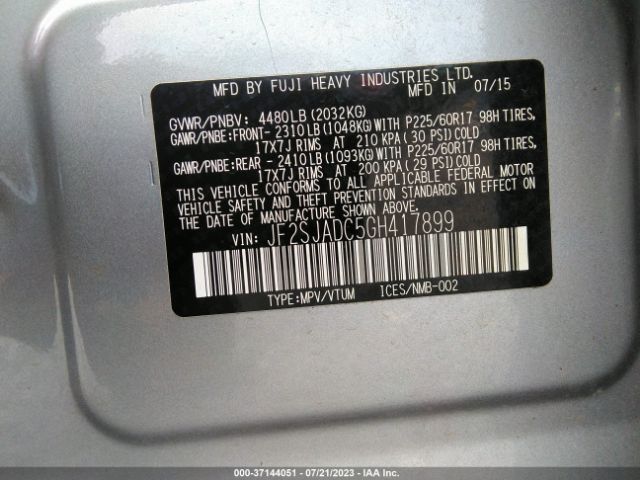 MFD BY FUJI HEAVY INDUSTRIES LTD.
MFD IN 07/15
GVWR/PNBV: 4480LB(2032KG)
GAWR/PNBE:FRONT- 2310LB(1048KG)WITH P225/60R17 98H TIRES,
17X7J RIMS AT 210 KPA(30 PSI)COLD
GAWR/PNBE:REAR - 2410LB(1093KG)WITH P225/60R17 98H TIRES,
17X7J RIMS AT 200 KPA(29 PSI)COLD
THIS VEHICLE CONFORMS TO ALL APPLICABLE FEDERAL MOTOR
VEHICLE SAFETY AND THEFT PREVENTION STANDARDS IN EFFECT ON
THE DATE OF MANUFACTURE SHOWN ABOVE.
VIN: JF2SJADC5GH417899
TYPE:MPV/VTUM ICES/NMB-002
000-37144051 - 07/21/2023 - IAA Inc.